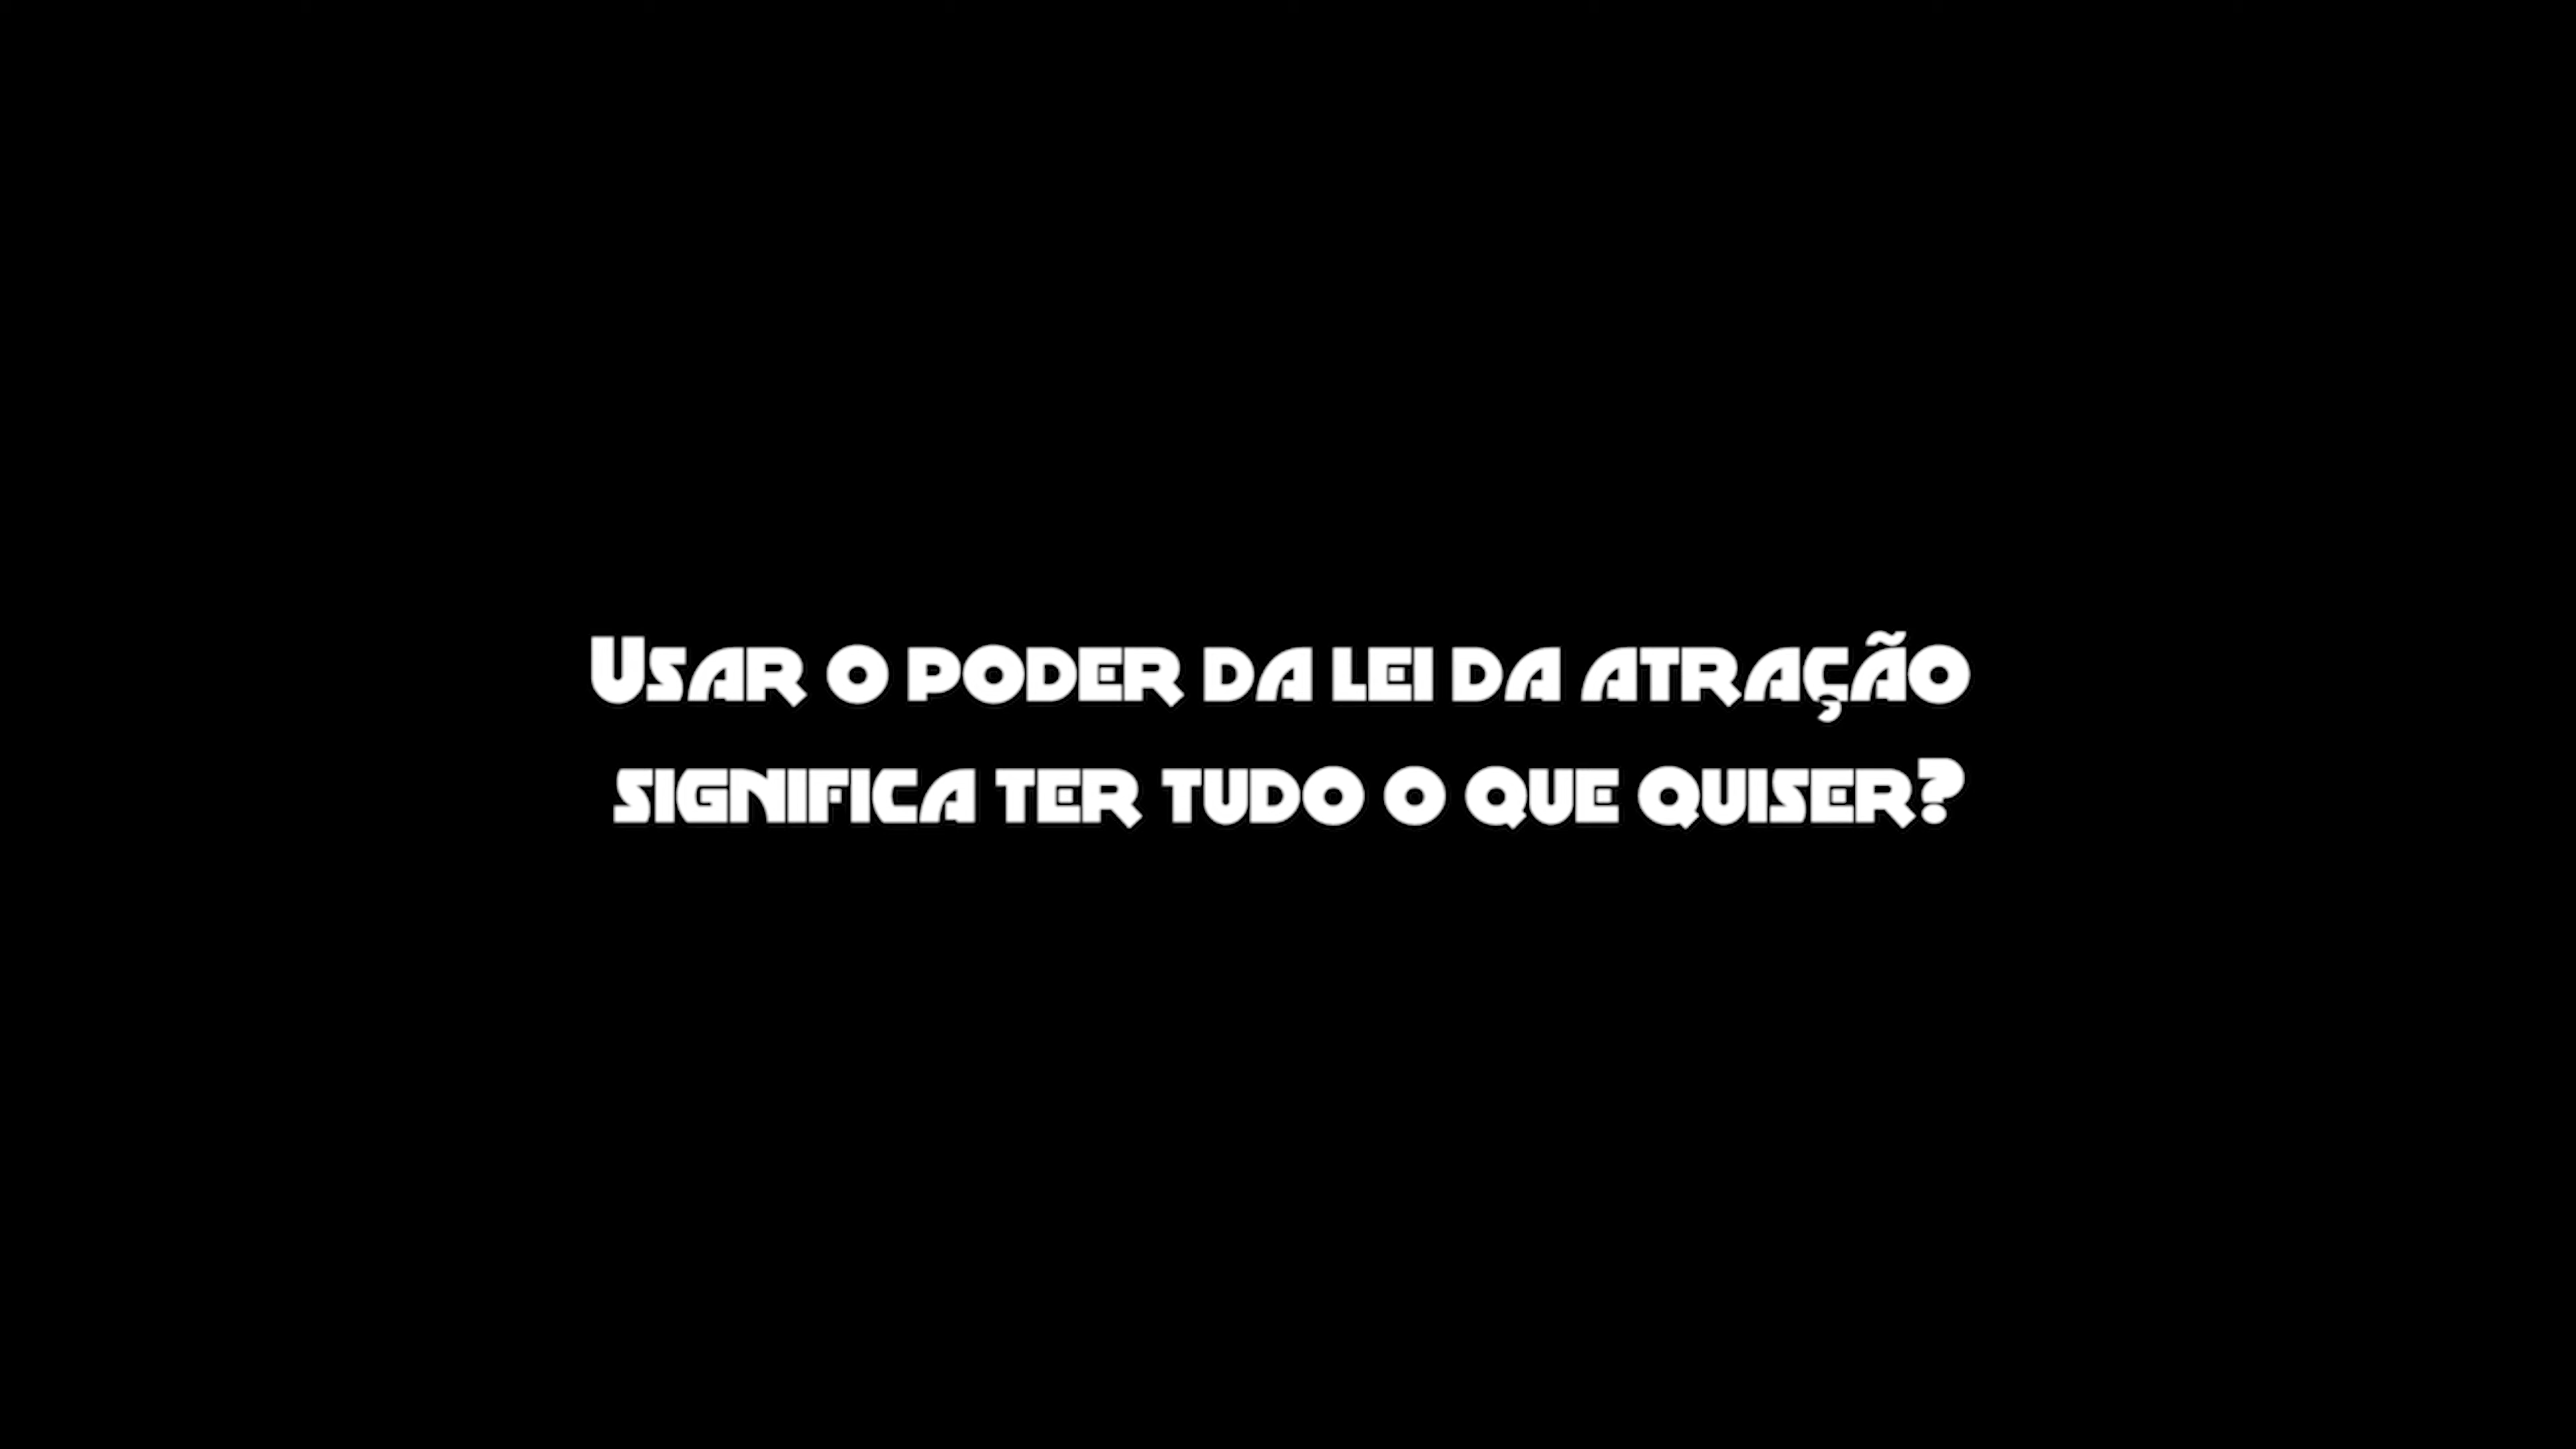 Usar o poder da lei da atração
significa ter tudo o que quiser?